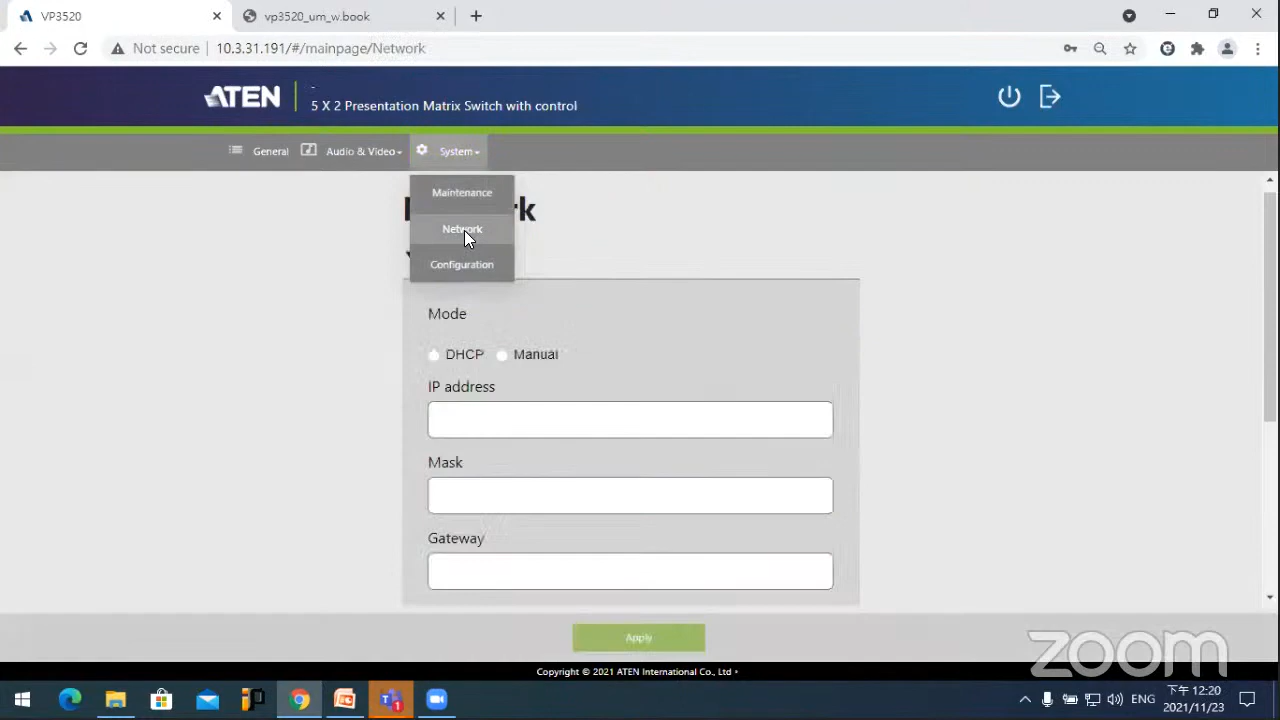 VP3520
vp3520_um_w.book
Not secure
10.3.31.191/#/mainpage/Network
ATEN
-
5 X 2 Presentation Matrix Switch with control
General
Audio & Video
System
Maintenance
rk
Network
Configuration
Mode
DHCP
Manual
IP address
Mask
Gateway
Apply
zoom
Copyright © 2021 ATEN International Co., Ltd
ENG
下午 12:20
2021/11/23